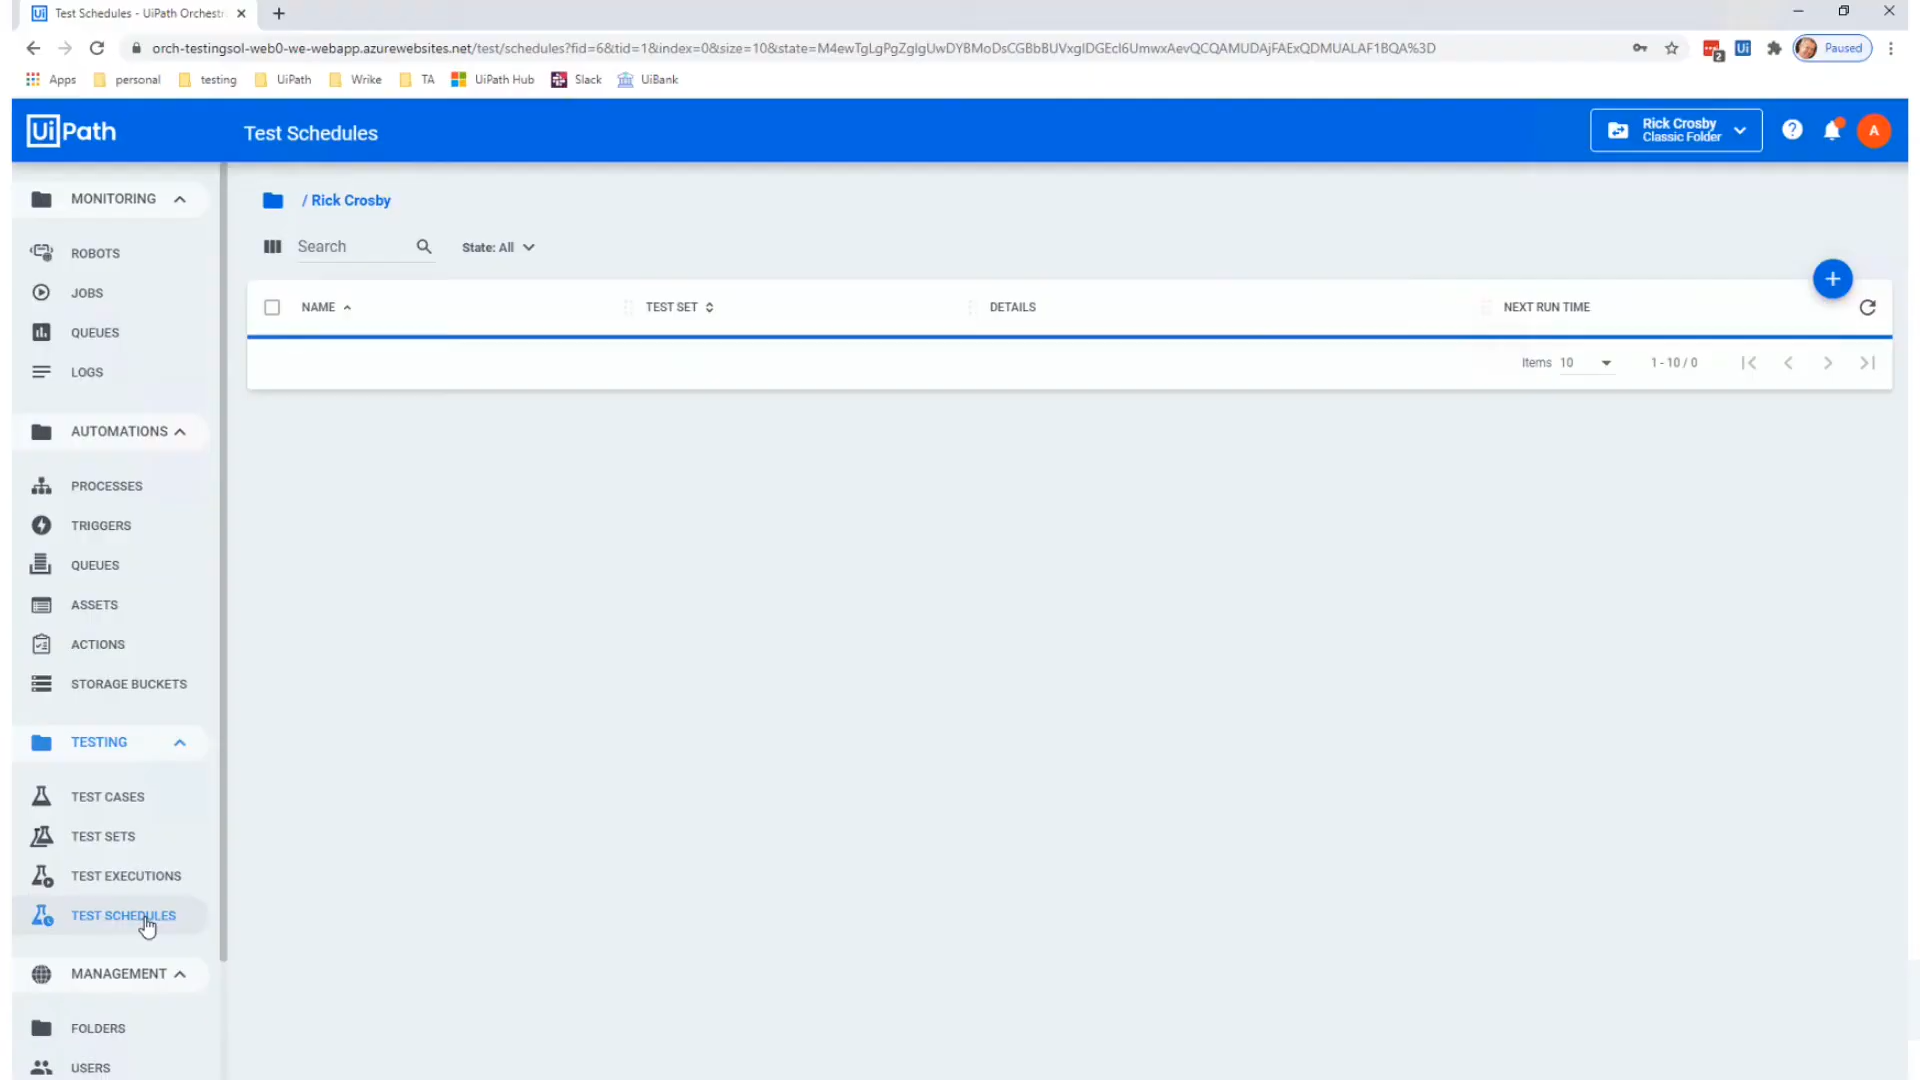 Test Schedules - UiPath Orchestr
orch-testingsol-web0-we-webapp.azurewebsites.net/test/schedules?fid=6&tid=1&index=0&size=10&state=M4ewTgLgPgZglgUwDYBMoDsCGBbBUVxgIDGEcI6UmwxAevQCQAMUDAjFAExQDMUALAF1BQA%3D
2
Ui
Paused
Apps
personal
testing
UiPath
Wrike
TA
UiPath Hub
Slack
UiBank
UiPath
Test Schedules
Rick Crosby
Classic Folder
?
A
MONITORING
ROBOTS
JOBS
QUEUES
LOGS
AUTOMATIONS
PROCESSES
TRIGGERS
QUEUES
ASSETS
ACTIONS
STORAGE BUCKETS
TESTING
TEST CASES
TEST SETS
TEST EXECUTIONS
TEST SCHEDULES
MANAGEMENT
FOLDERS
USERS
/ Rick Crosby
Search
State: All
NAME
TEST SET
DETAILS
NEXT RUN TIME
Items 10
1 - 10 / 0